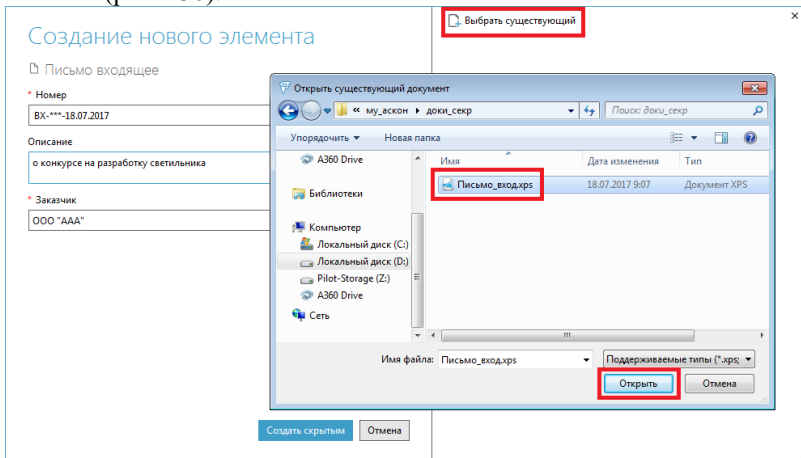 Выбрать существующий
×
Создание нового элемента
Письмо входящее
* Номер
ВХ-***-18.07.2017
Описание
о конкурсе на разработку светильника
* Заказчик
ООО "ААА"
Открыть существующий документ
« му_аскон ▸ доки_секр
Поиск: доки_секр
Упорядочить ▼ Новая папка
A360 Drive
Библиотеки
Компьютер
Локальный диск (C:)
Локальный диск (D:)
Pilot-Storage (Z:)
A360 Drive
Сеть
Имя Дата изменения Тип
Письмо_вход.xps 18.07.2017 9:07 Документ XPS
Имя файла: Письмо_вход.xps
Поддерживаемые типы (*.xps;
Открыть Отмена
Создать скрытым Отмена